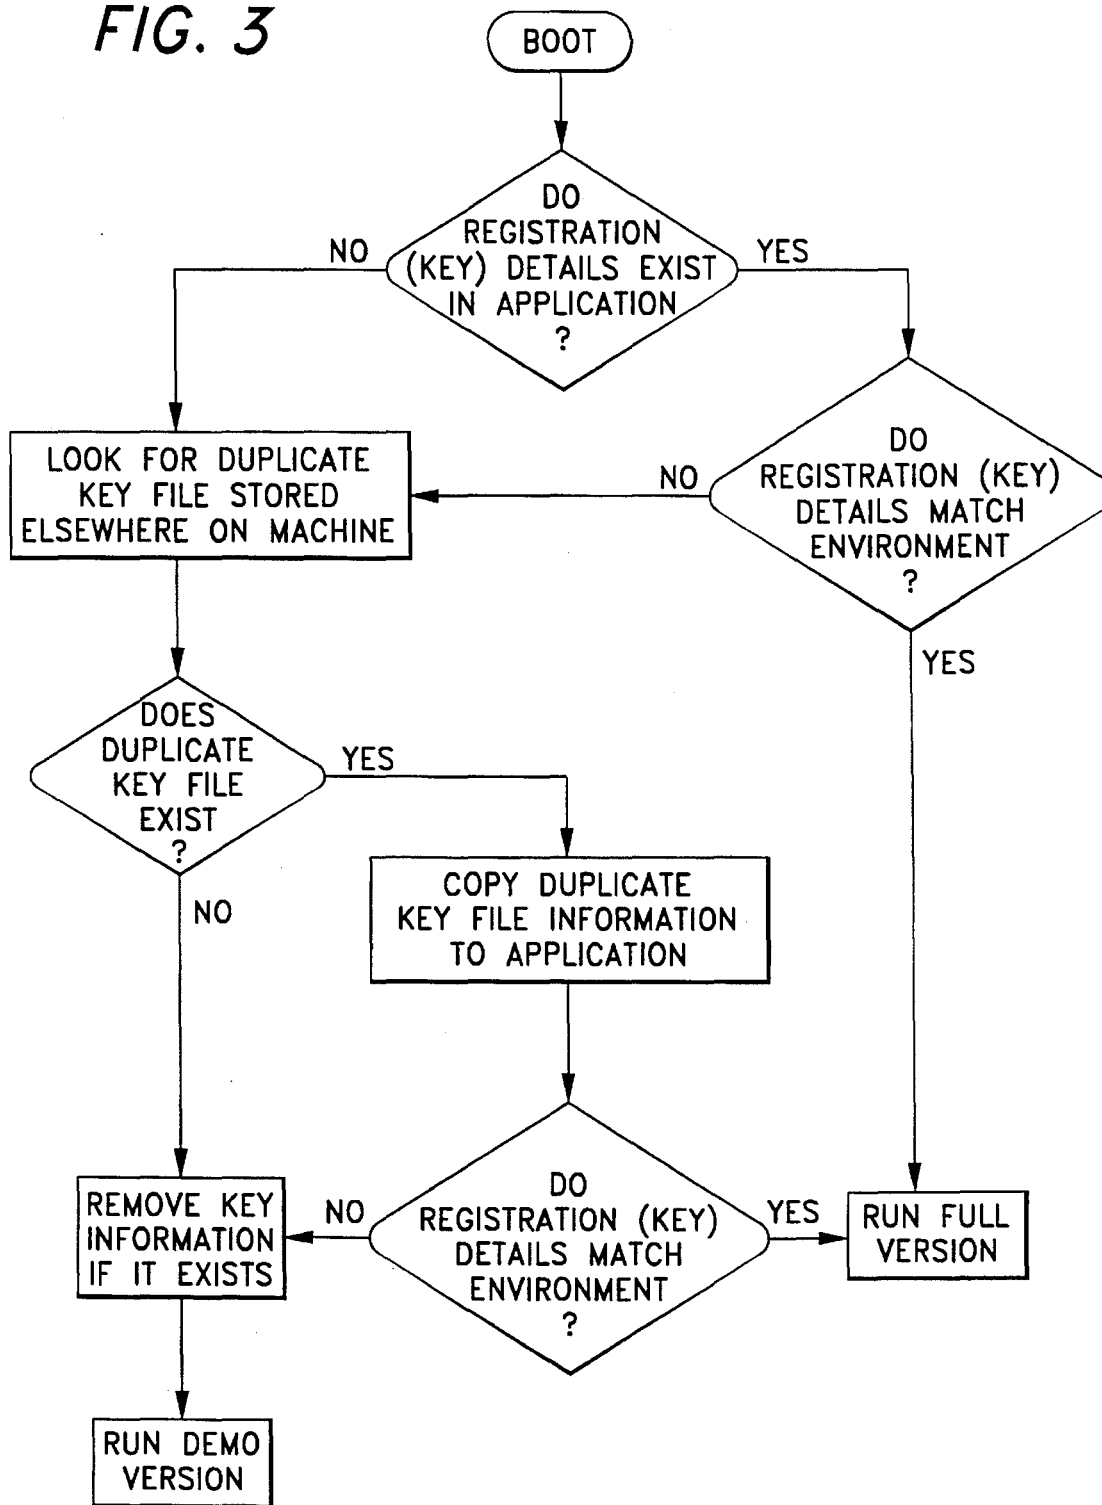 FIG. 3
BOOT
DO
REGISTRATION
(KEY) DETAILS EXIST
IN APPLICATION
?
NO
YES
LOOK FOR DUPLICATE
KEY FILE STORED
ELSEWHERE ON MACHINE
NO
DO
REGISTRATION (KEY)
DETAILS MATCH
ENVIRONMENT
?
YES
DOES
DUPLICATE
KEY FILE
EXIST
?
YES
NO
COPY DUPLICATE
KEY FILE INFORMATION
TO APPLICATION
REMOVE KEY
INFORMATION
IF IT EXISTS
NO
DO
REGISTRATION (KEY)
DETAILS MATCH
ENVIRONMENT
?
YES
RUN FULL
VERSION
RUN DEMO
VERSION